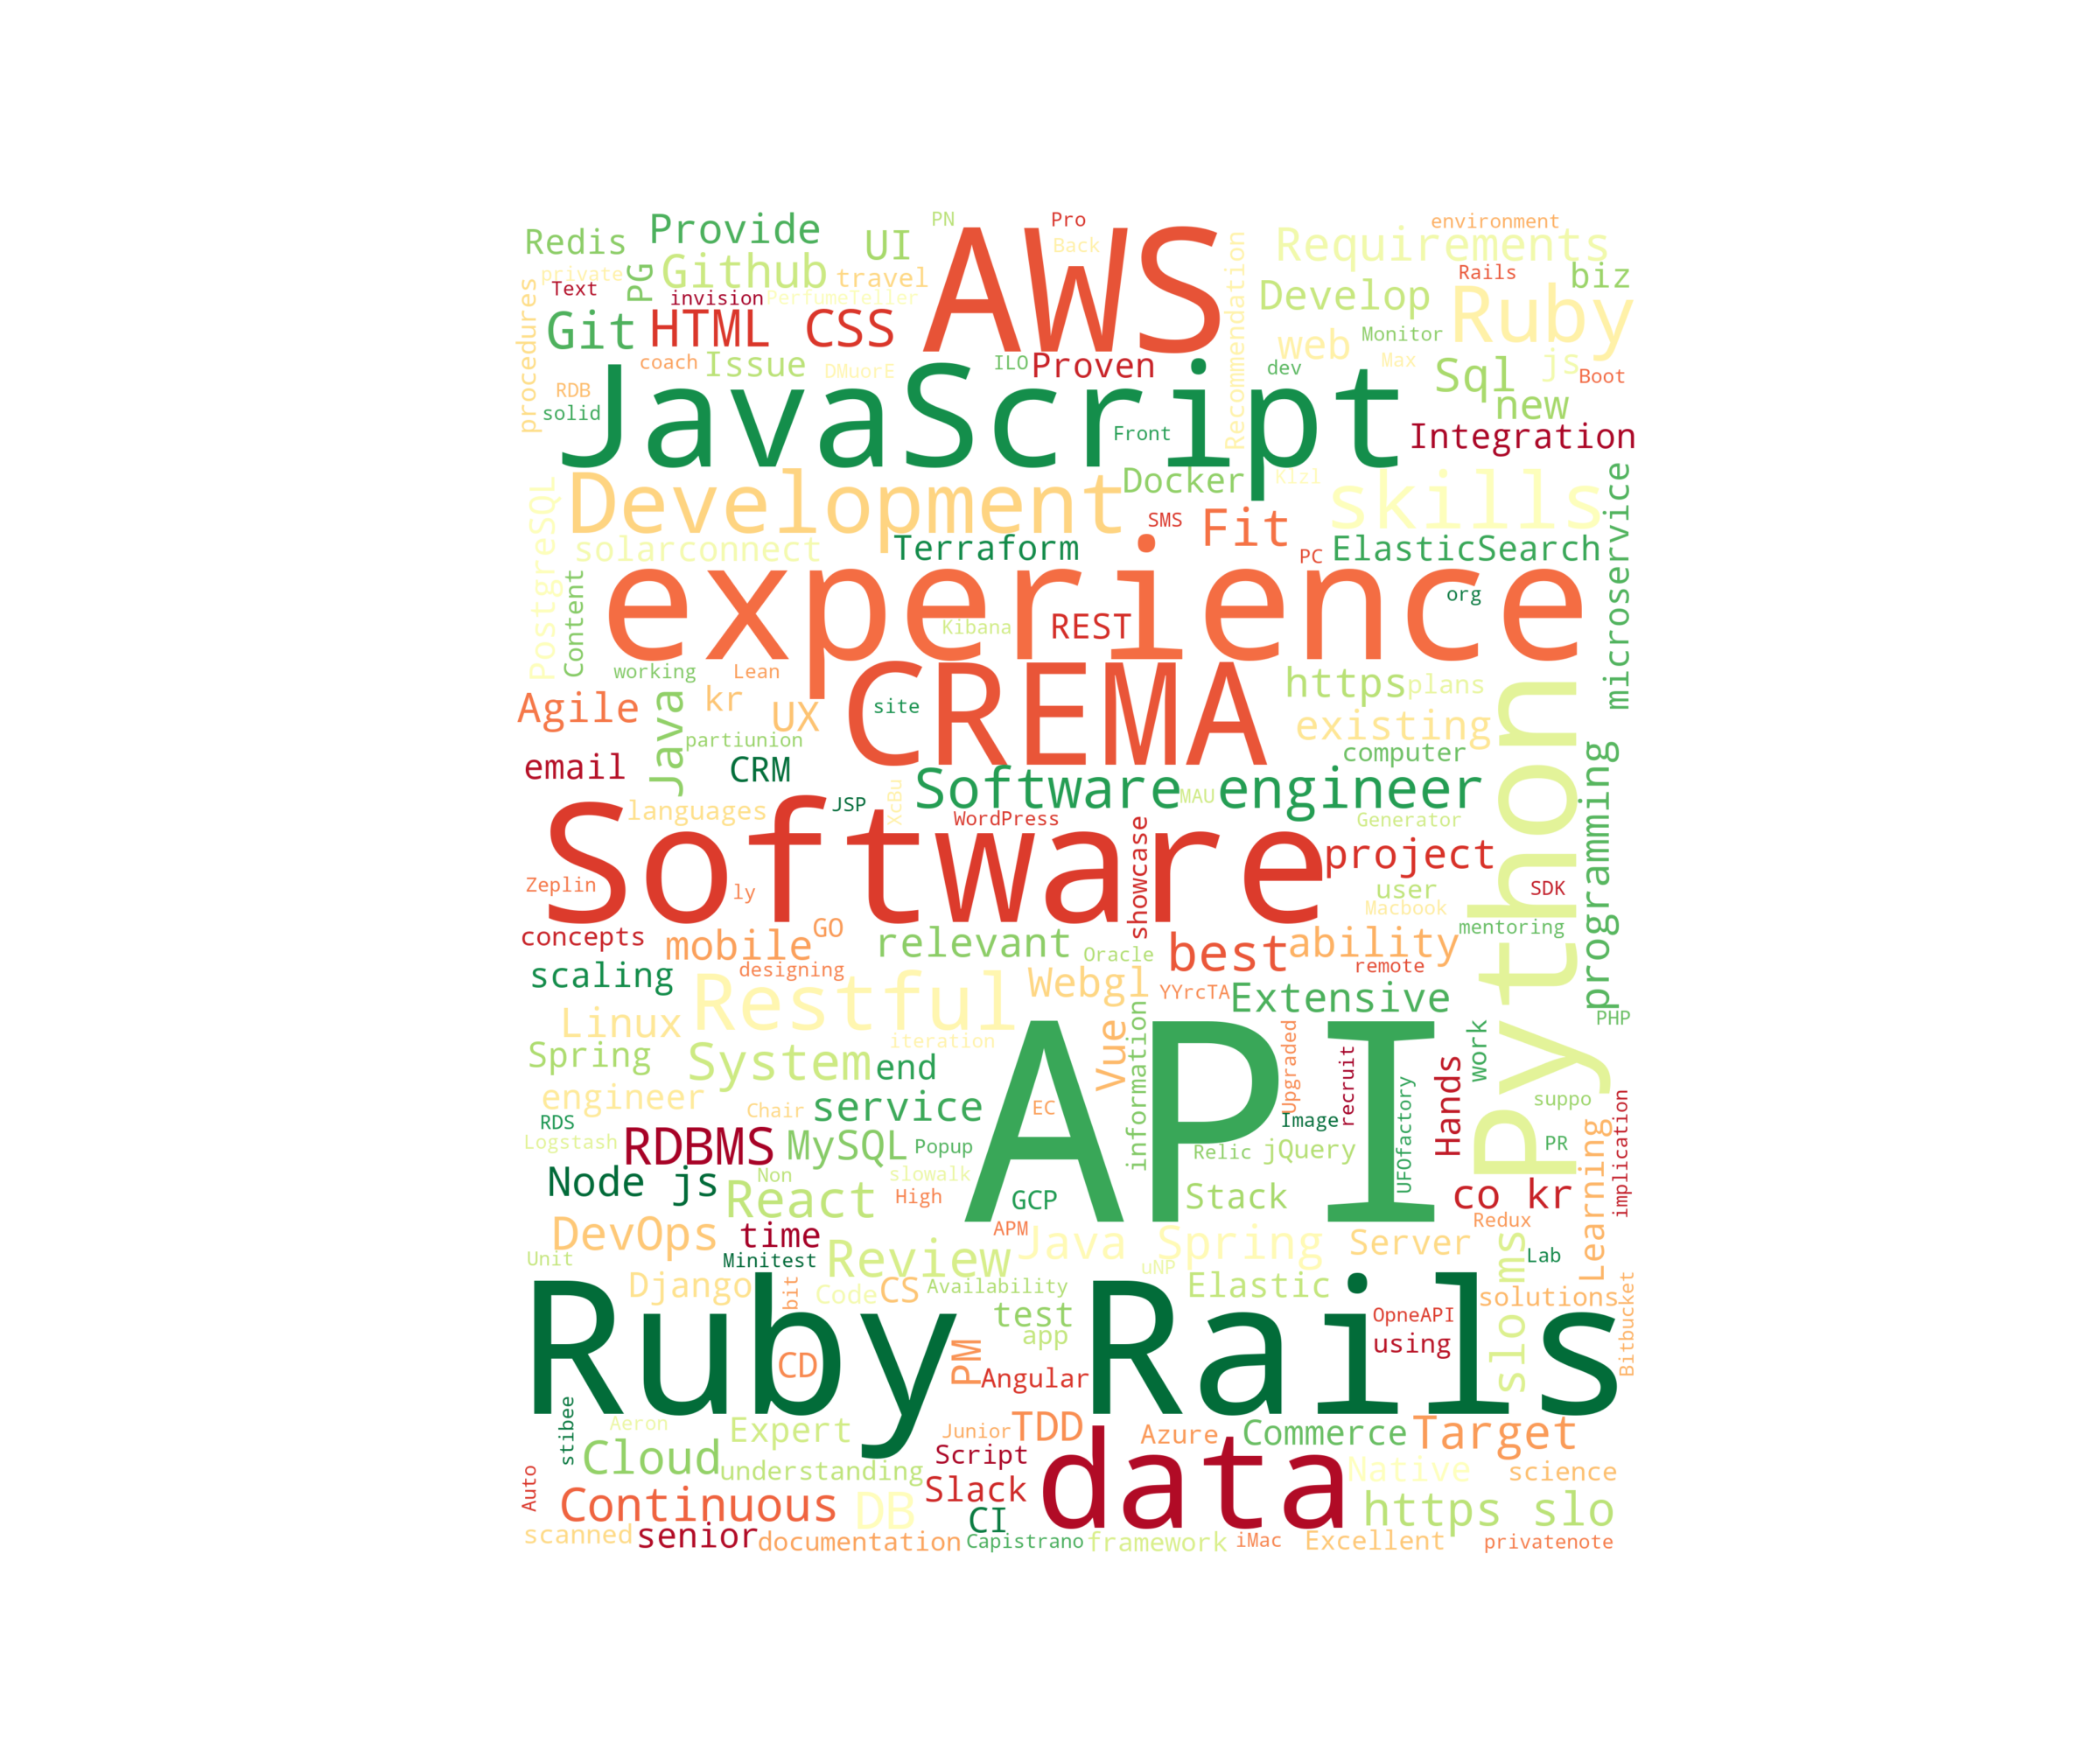 PN
Pro
environment
Redis
Provide
UI
AWS
Back
Requirements
private
PG
Github
travel
Recommendation
Rails
biz
Text
invision
PerfumeTeller
Develop
Ruby
procedures
Git
HTML CSS
Monitor
web
coach
Issue
DMuorE
ILO
Proven
dev
Max
Sql
js
Boot
RDB
solid
JavaScript
new
Front
Integration
PostgreSQL
Development
Docker
Klzl
skills
microservice
SMS
Fit
solarconnect
Terraform
PC
ElasticSearch
Content
experience
org
Kibana
REST
working
Lean
CREMA
https
plans
Python
Agile
Java
kr
UX
site
existing
partiunion
computer
programming
email
CRM
Software engineer
MAU
languages
JSP
XcBu
WordPress
Generator
Software
showcase
project
Zeplin
ly
user
SDK
Macbook
concepts
mobile
GO
relevant
Oracle
best
ability
mentoring
scaling
designing
remote
Restful
Webgl
YYrcTA
Extensive
PHP
Linux
iteration
Vue
information
API
Upgraded
recruit
work
Spring
System
end
Hands
engineer
Chair
service
EC
Image
UFOfactory
suppo
implication
RDS
Logstash
RDBMS
MySQL
Popup
Relic
jQuery
PR
Learning
Node js
Non
slowalk
React
High
GCP
Stack
co kr
DevOps
time
APM
Java Spring
Server
Redux
Unit
Minitest
Review
uNP
slo ms
Lab
Django
bit
Code
CS
Availability
Elastic
solutions
Bitbucket
Ruby Rails
test
OpneAPI
app
using
CD
PM
Angular
stibee
Aeron
Expert
Junior
TDD
Azure
Commerce
Target
Cloud
understanding
Script
data
Native
science
Auto
Continuous
DB
Slack
https slo
CI
scanned
senior
documentation
Capistrano
framework
iMac
Excellent
privatenote